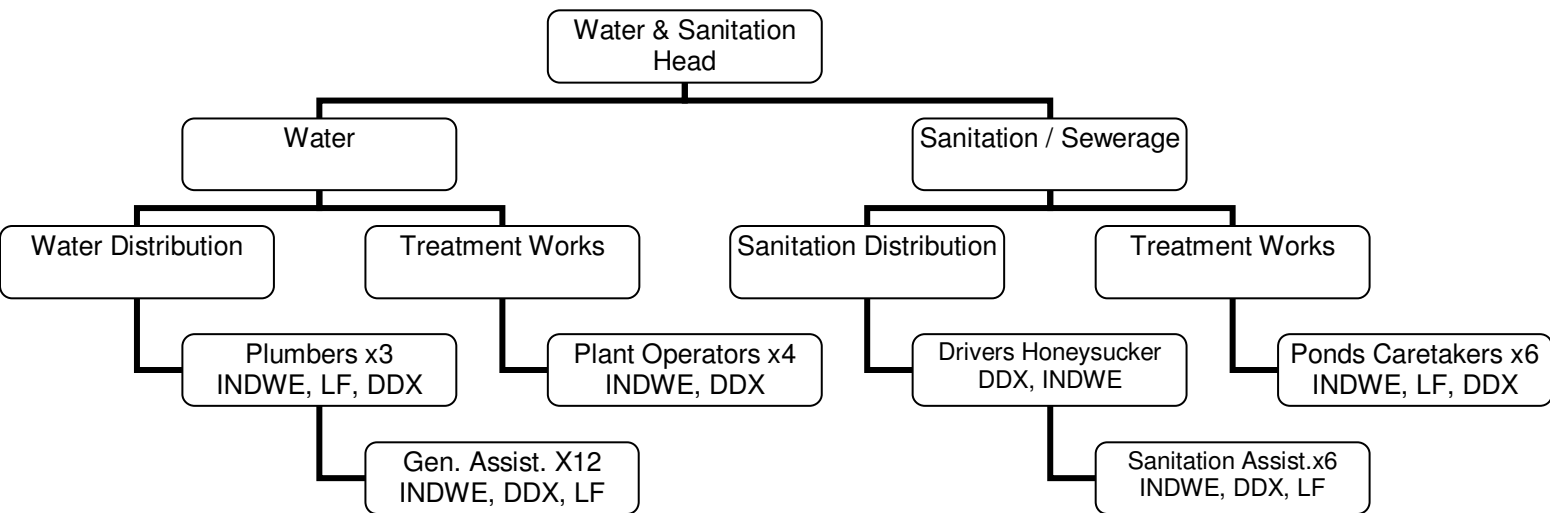 Water & Sanitation
Head
Water
Sanitation / Sewerage
Water Distribution
Treatment Works
Sanitation Distribution
Treatment Works
Plumbers x3
INDWE, LF, DDX
Plant Operators x4
INDWE, DDX
Drivers Honeysucker
DDX, INDWE
Ponds Caretakers x6
INDWE, LF, DDX
Gen. Assist. X12
INDWE, DDX, LF
Sanitation Assist.x6
INDWE, DDX, LF